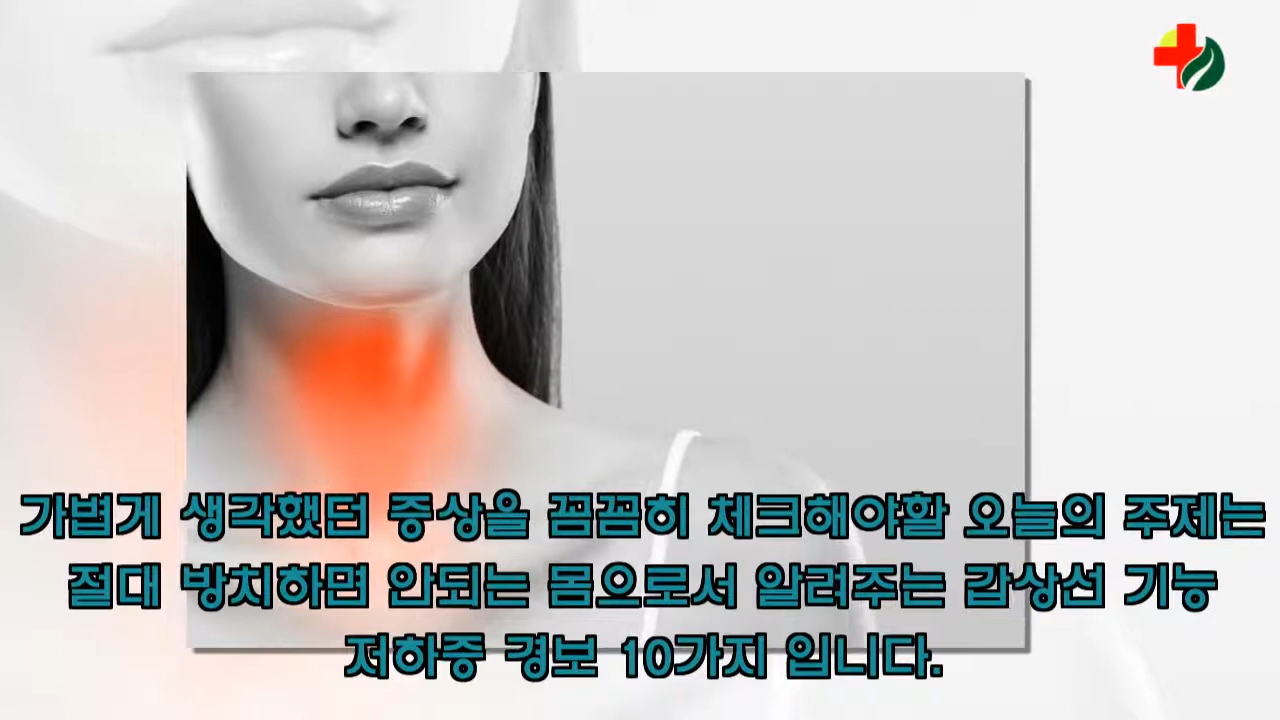 가볍게 생각했던 증상을 꼼꼼히 체크해야할 오늘의 주제는
절대 방치하면 안되는 몸으로서 알려주는 갑상선 기능
저하증 경보 10가지 입니다.